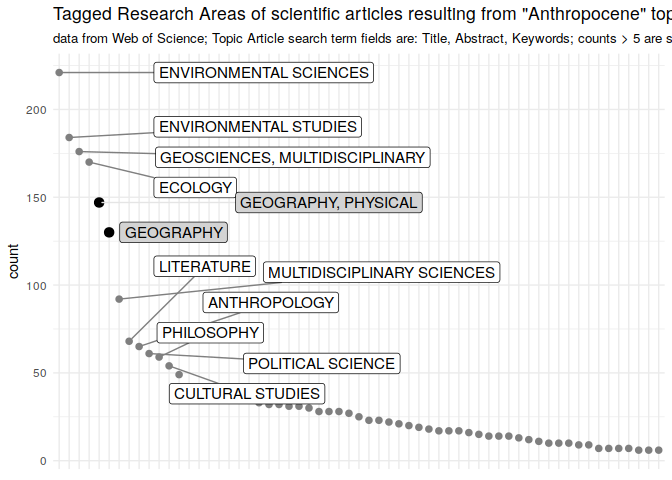 Tagged Research Areas of scientific articles resulting from "Anthropocene"
data from Web of Science; Topic Article search term fields are: Title, Abstract, Keywords; counts > 5 are
ENVIRONMENTAL SCIENCES
200
ENVIRONMENTAL STUDIES
GEOSCIENCES, MULTIDISCIPLINARY
ECOLOGY
150
GEOGRAPHY, PHYSICAL
GEOGRAPHY
LITERATURE
MULTIDISCIPLINARY SCIENCES
count
100
ANTHROPOLOGY
PHILOSOPHY
POLITICAL SCIENCE
50
CULTURAL STUDIES
0